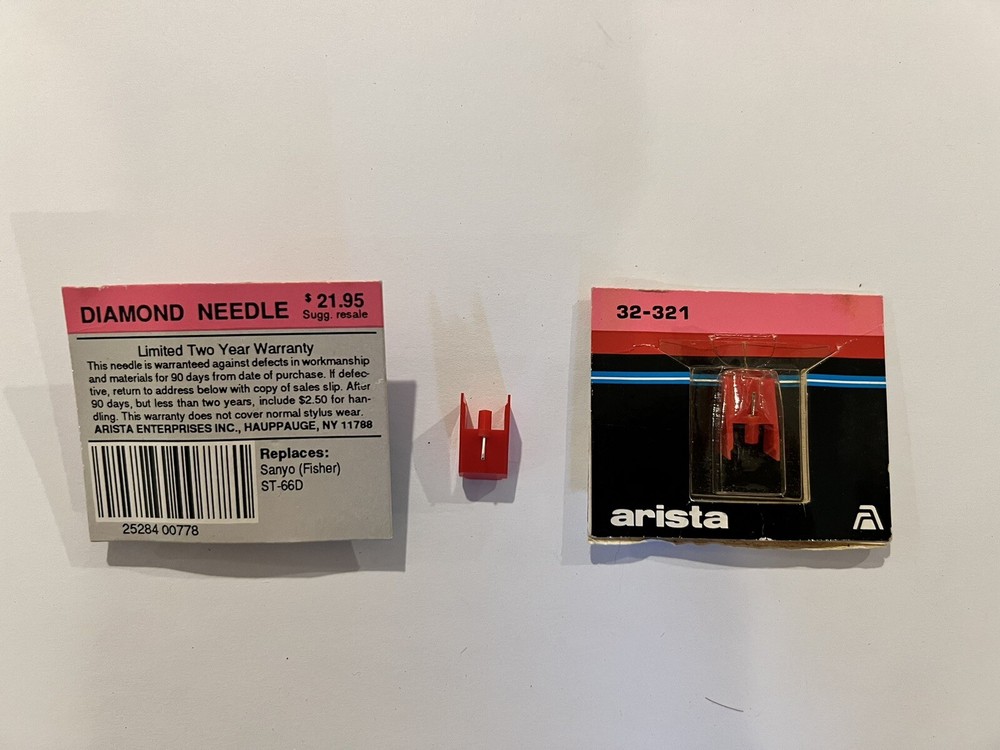 DIAMOND NEEDLE $21.95
Sugg. resale
Limited Two Year Warranty
This needle is warranteed against defects in workmanship
and materials for 90 days from date of purchase. If defec-
tive, return to address below with copy of sales slip. After
90 days, but less than two years, include $2.50 for han-
dling. This warranty does not cover normal stylus wear.
ARISTA ENTERPRISES INC., HAUPPAUGE, NY 11788
Replaces:
Sanyo (Fisher)
ST-66D
25284 00778
32-321
arista